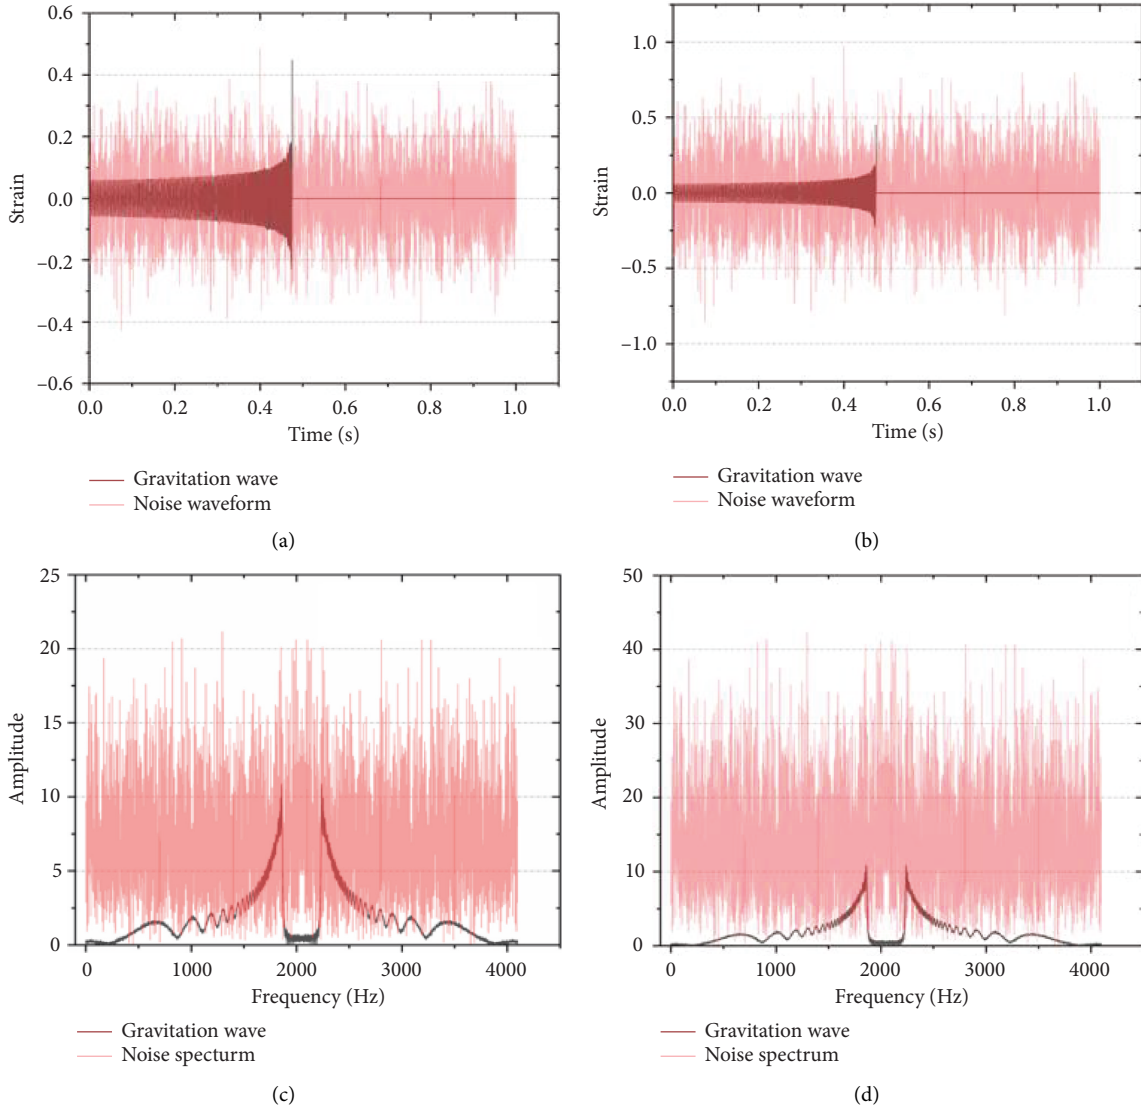 0.6
0.4
0.2
0.0
−0.2
−0.4
−0.6
Strain
0.0 0.2 0.4 0.6 0.8 1.0
Time (s)
Gravitation wave
Noise waveform
(a)
1.0
0.5
0.0
−0.5
−1.0
Strain
0.0 0.2 0.4 0.6 0.8 1.0
Time (s)
Gravitation wave
Noise waveform
(b)
25
20
15
10
5
0
Amplitude
0 1000 2000 3000 4000
Frequency (Hz)
Gravitation wave
Noise specturm
(c)
50
40
30
20
10
0
Amplitude
0 1000 2000 3000 4000
Frequency (Hz)
Gravitation wave
Noise spectrum
(d)